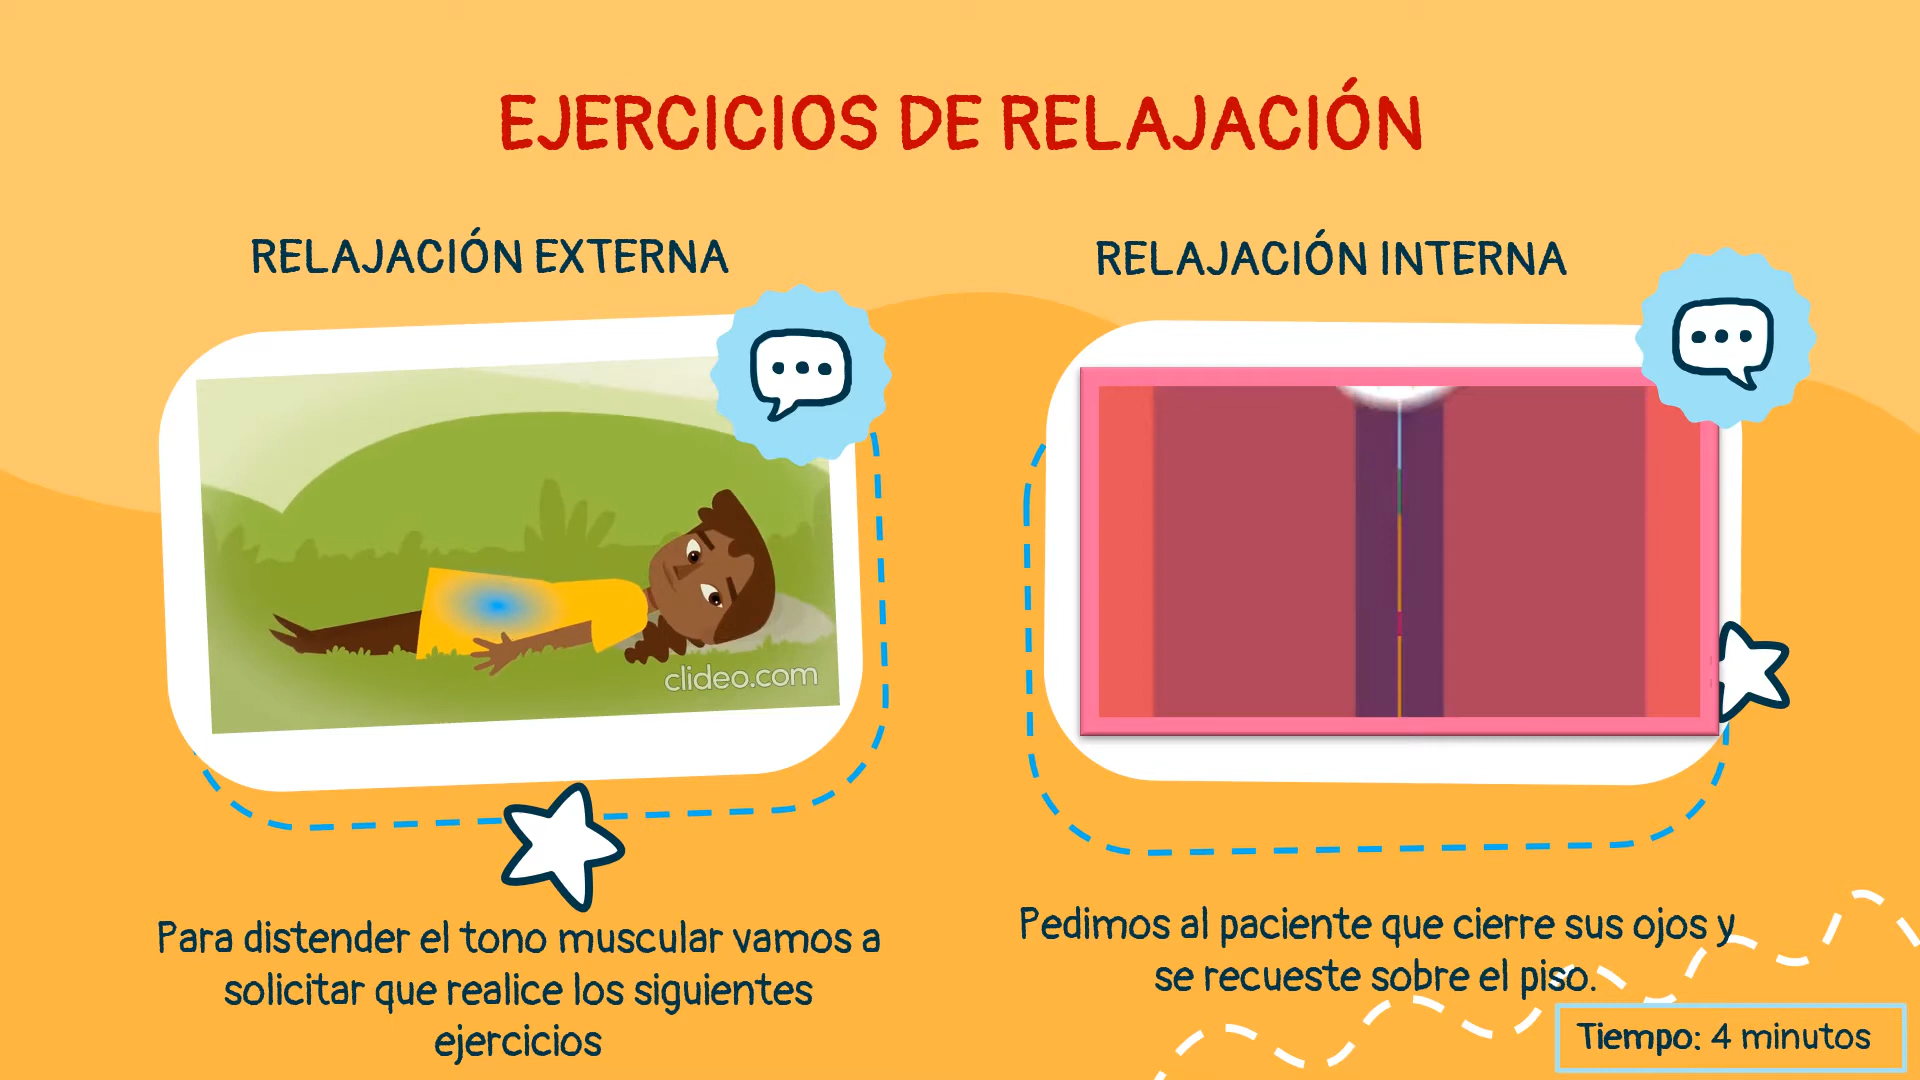 EJERCICIOS DE RELAJACIÓN
RELAJACIÓN EXTERNA
clideo.com
Para distender el tono muscular vamos a
solicitar que realice los siguientes
ejercicios
RELAJACIÓN INTERNA
Pedimos al paciente que cierre sus ojos y
se recueste sobre el piso.
Tiempo: 4 minutos